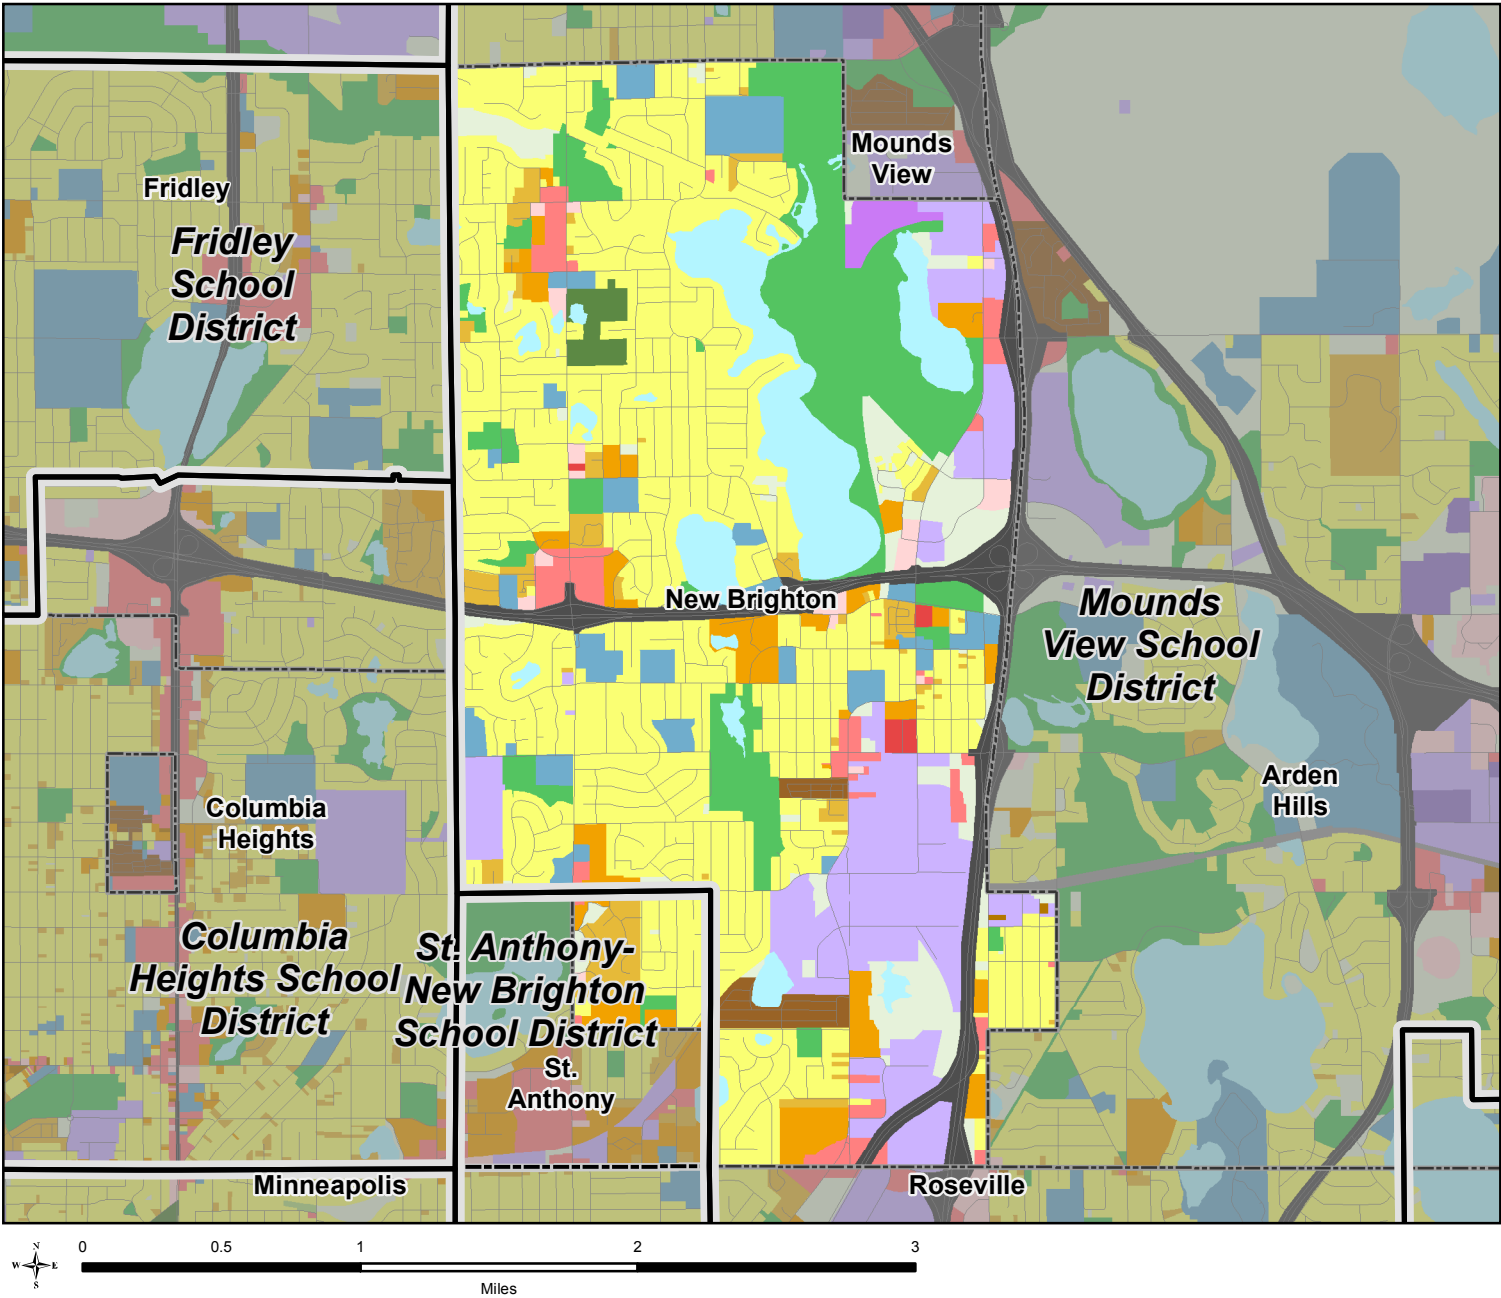 Mounds
View
Fridley
Fridley
School
District
New Brighton
Mounds
View School
District
Arden
Hills
Columbia
Heights
Columbia
Heights School
District
St. Anthony-
New Brighton
School District
St.
Anthony
Minneapolis
Roseville
N
W E
S
0 0.5 1 2 3
Miles